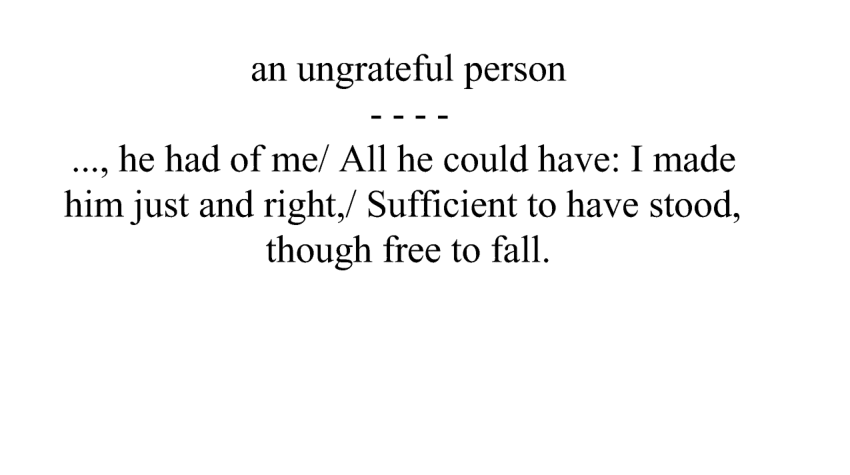 an ungrateful person
- - - -
..., he had of me/ All he could have: I made
him just and right,/ Sufficient to have stood,
though free to fall.